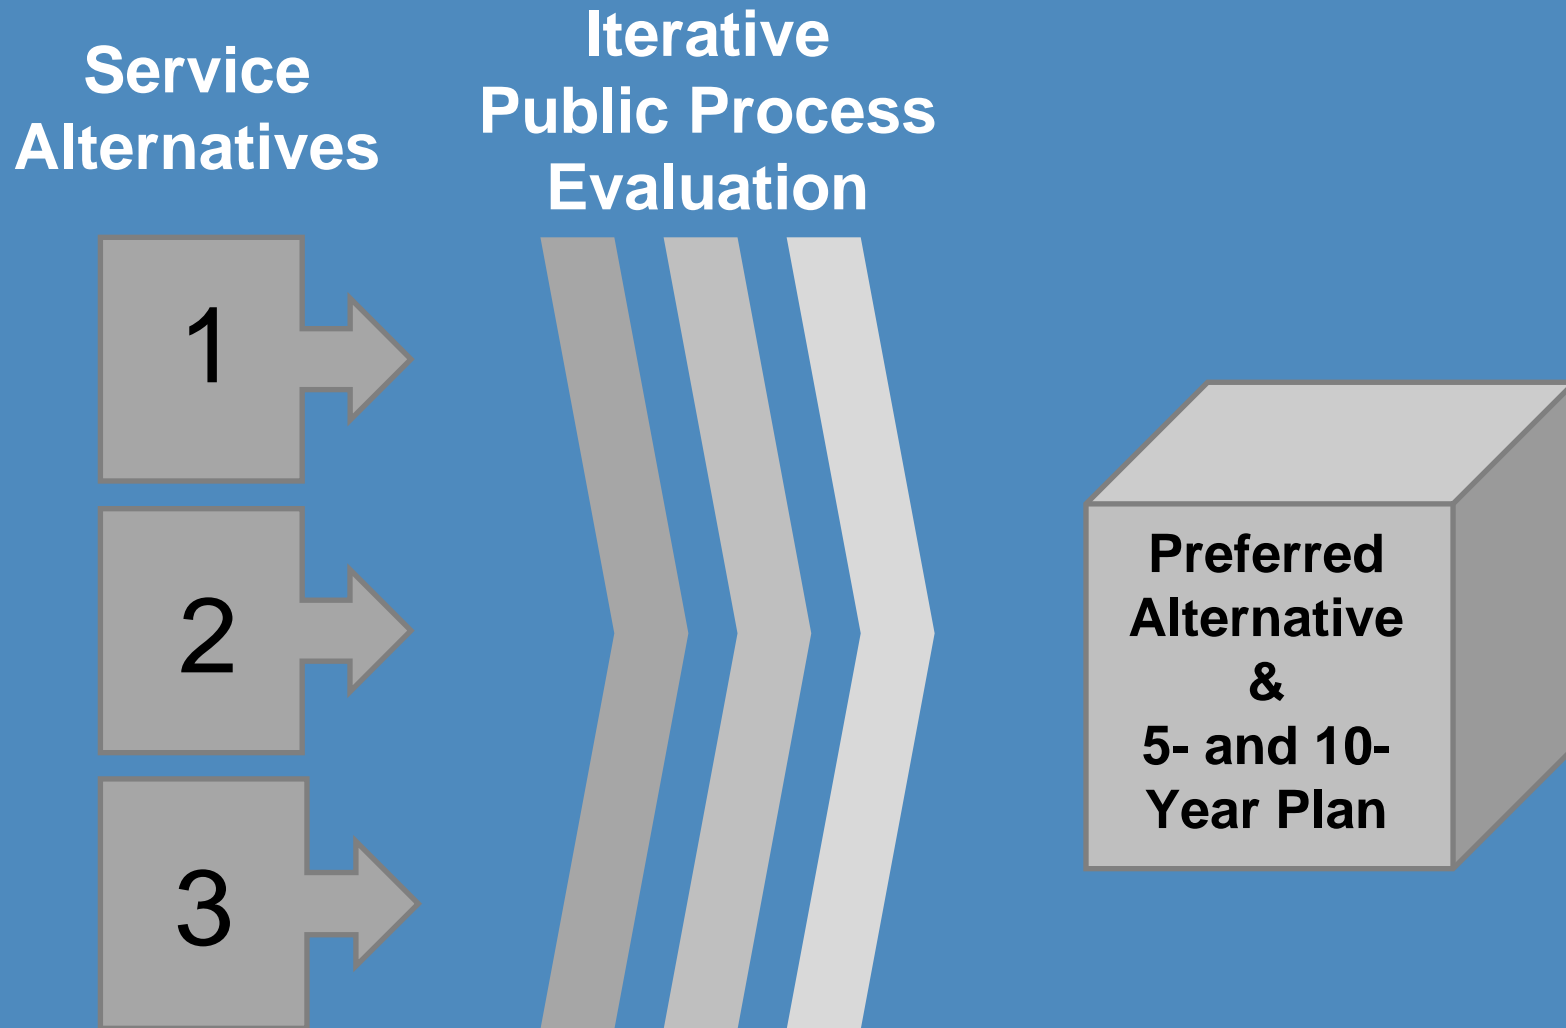 Service
Alternatives
Iterative
Public Process
Evaluation
1
2
3
Preferred
Alternative
&
5- and 10-
Year Plan